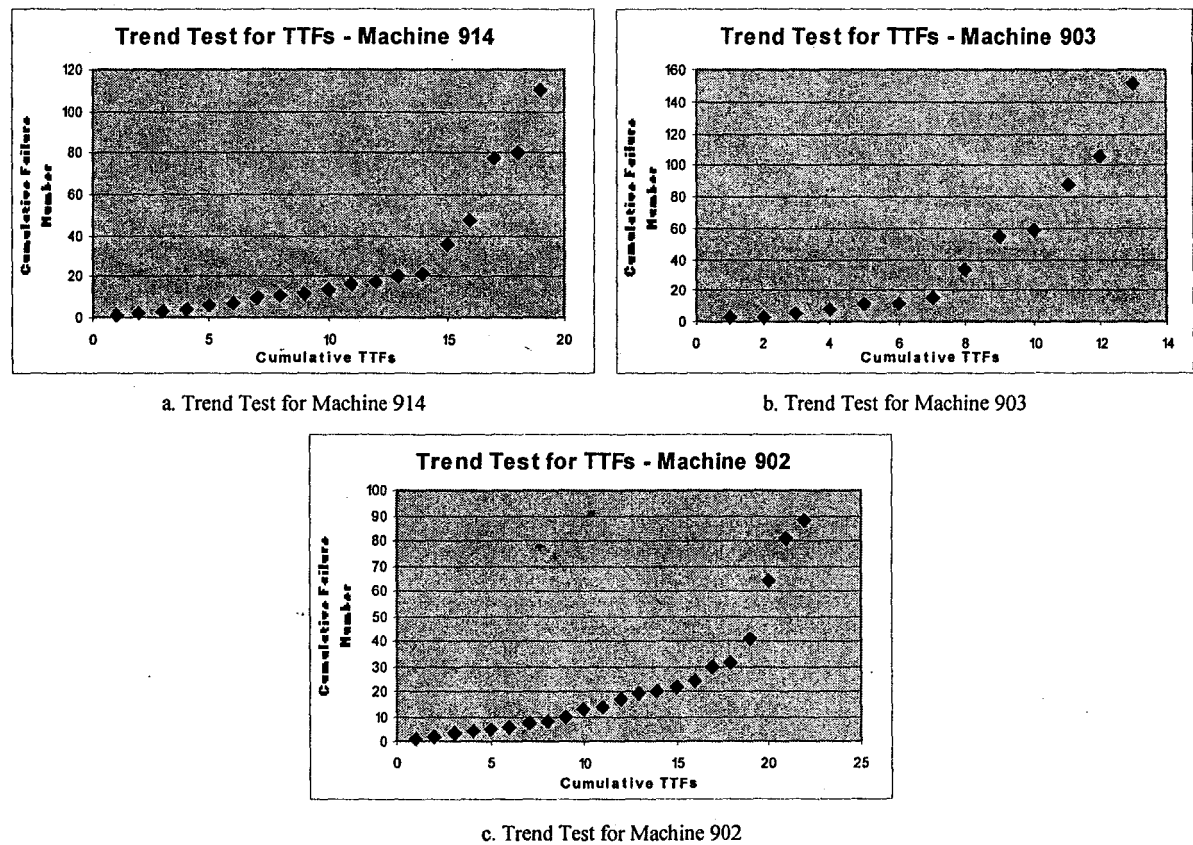 Trend Test for TTFs - Machine 914
120
100
80
60
40
20
0
0 5 10 15 20
Cumulative Failure
Number
Cumulative TTFs
a. Trend Test for Machine 914
Trend Test for TTFs - Machine 903
160
140
120
100
80
60
40
20
0
0 2 4 6 8 10 12 14
Cumulative Failure
Number
Cumulative TTFs
b. Trend Test for Machine 903
Trend Test for TTFs - Machine 902
100
90
80
70
60
50
40
30
20
10
0
0 5 10 15 20 25
Cumulative Failure
Number
Cumulative TTFs
c. Trend Test for Machine 902